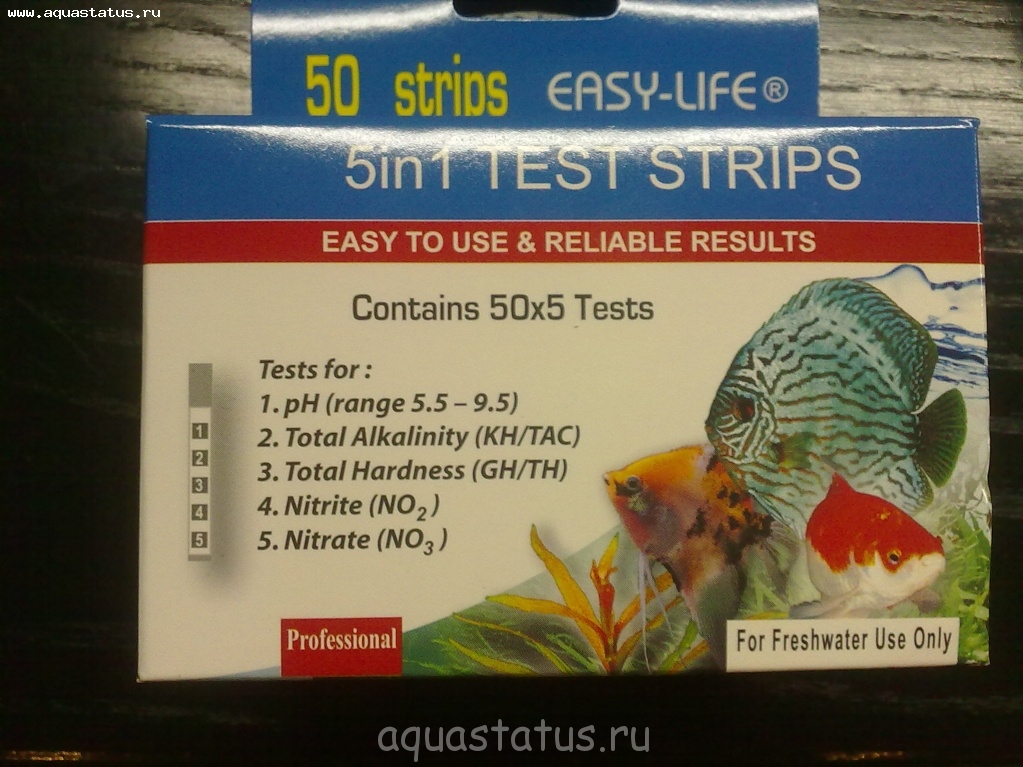 www.aquastatus.ru
50 strips EASY-LIFE®
5in1 TEST STRIPS
EASY TO USE & RELIABLE RESULTS
Contains 50x5 Tests
Tests for :
1. pH (range 5.5 – 9.5)
2. Total Alkalinity (KH/TAC)
3. Total Hardness (GH/TH)
4. Nitrite (NO₂)
5. Nitrate (NO₃)
1
2
3
4
5
Professional
For Freshwater Use Only
aquastatus.ru